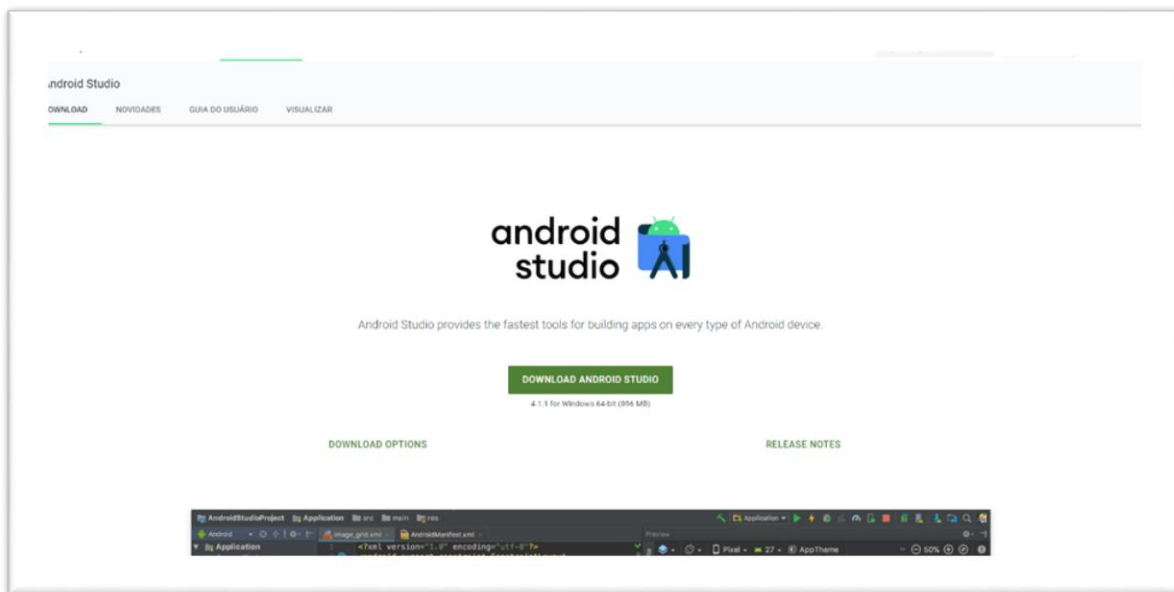 ndroid Studio
OWNLOAD NOVIDADES GUIA DO USUÁRIO VISUALIZAR
android
studio
Android Studio provides the fastest tools for building apps on every type of Android device.
DOWNLOAD ANDROID STUDIO
4.1.1 for Windows 64-bit (896 MB)
DOWNLOAD OPTIONS RELEASE NOTES
AndroidStudioProject Application src main res Application
Android image_grid.xml AndroidManifest.xml Preview
Application 1 <?xml version="1.0" encoding="utf-8"?> Pixel 27 AppTheme 50%